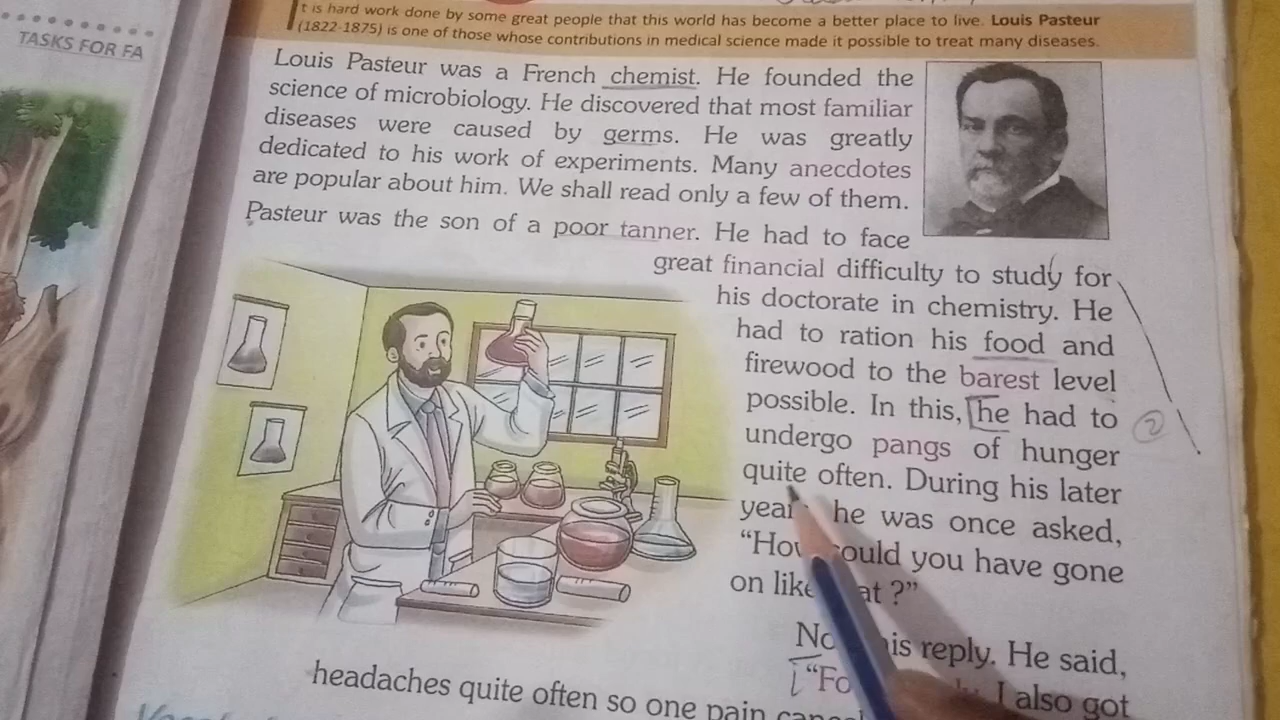 TASKS FOR FA
t is hard work done by some great people that this world has become a better place to live. Louis Pasteur
(1822-1875) is one of those whose contributions in medical science made it possible to treat many diseases.
Louis Pasteur was a French chemist. He founded the
science of microbiology. He discovered that most familiar
diseases were caused by germs. He was greatly
dedicated to his work of experiments. Many anecdotes
are popular about him. We shall read only a few of them.
Pasteur was the son of a poor tanner. He had to face
great financial difficulty to study for
his doctorate in chemistry. He
had to ration his food and
firewood to the barest level
possible. In this, he had to
undergo pangs of hunger
quite often. During his later
he was once asked,
you have gone
on like ?"
his reply. He said,
I also got
headaches quite often so one pain
2